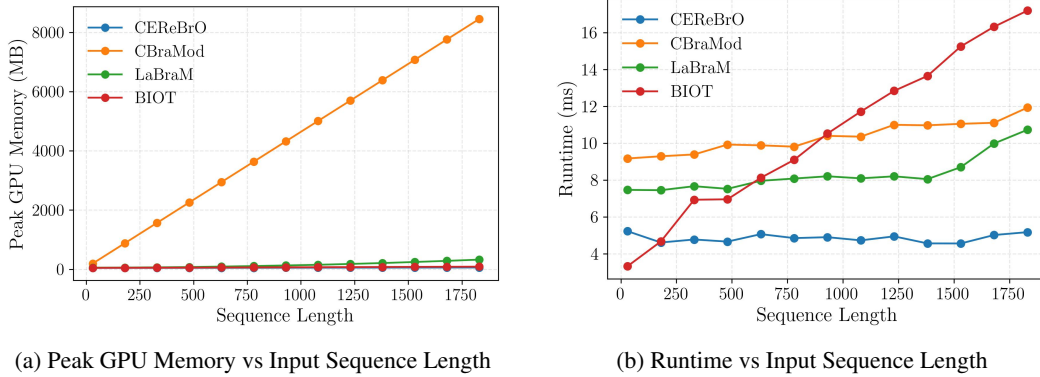 Peak GPU Memory (MB)
8000
6000
4000
2000
0
CEReBrO
CBraMod
LaBraM
BIOT
0 250 500 750 1000 1250 1500 1750
Sequence Length
(a) Peak GPU Memory vs Input Sequence Length
Runtime (ms)
16
14
12
10
8
6
4
CEReBrO
CBraMod
LaBraM
BIOT
0 250 500 750 1000 1250 1500 1750
Sequence Length
(b) Runtime vs Input Sequence Length